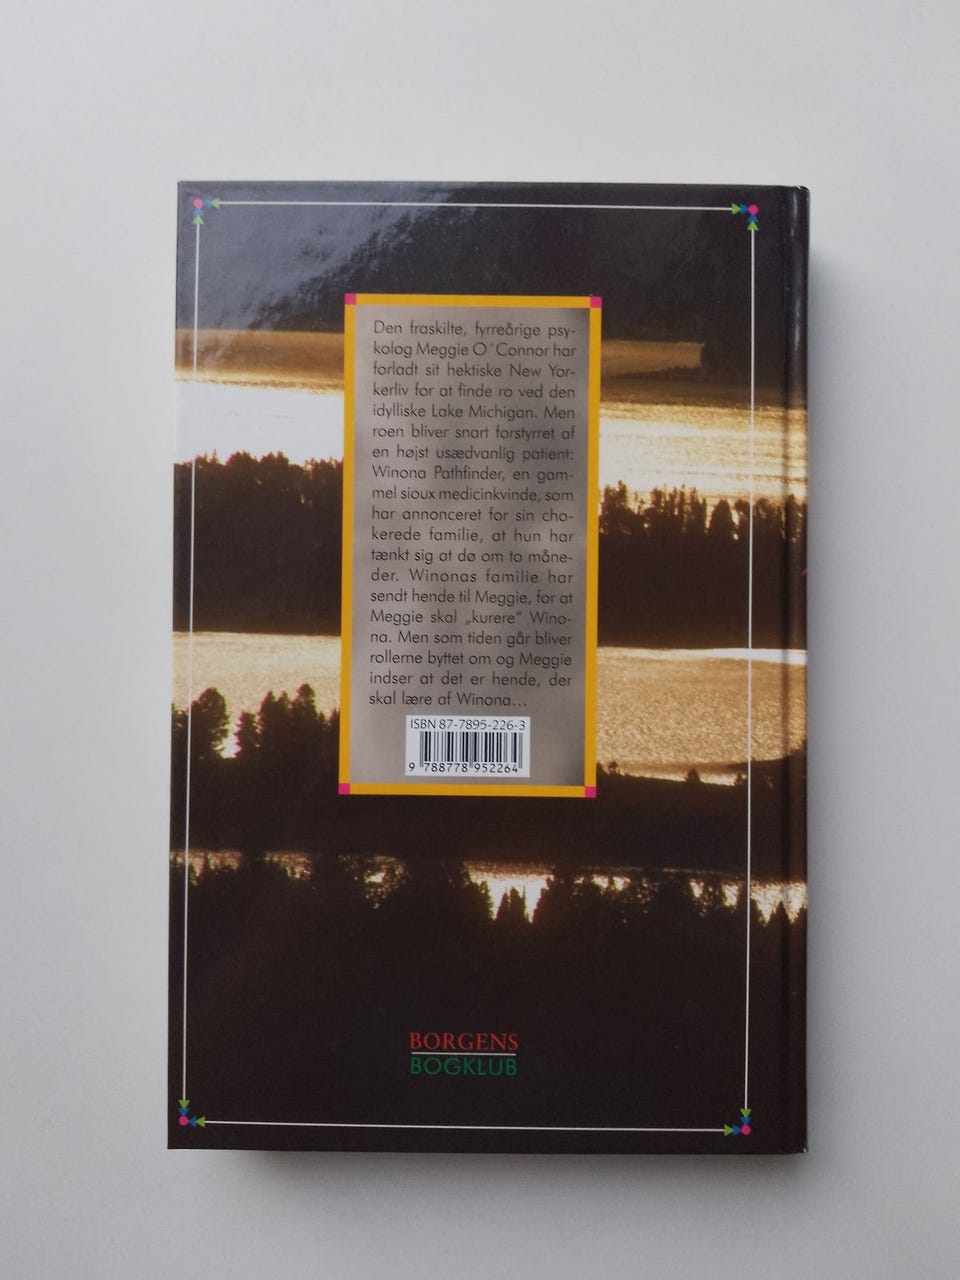 Den fraskilte, fyrreårige psy-
kolog Meggie O´Connor har
forladt sit hektiske New Yor-
kerliv for at finde ro ved den
idylliske Lake Michigan. Men
roen bliver snart forstyrret af
en højst usædvanlig patient:
Winona Pathfinder, en gam-
mel sioux medicinkvinde, som
har annonceret for sin cho-
kerede familie, at hun har
tænkt sig at dø om to måne-
der. Winonas familie har
sendt hende til Meggie, for at
Meggie skal „kurere“ Wino-
na. Men som tiden går bliver
rollerne byttet om og Meggie
indser at det er hende, der
skal lære af Winona...
ISBN 87-7895-226-3
9 788778 952264
BORGENS
BOGKLUB